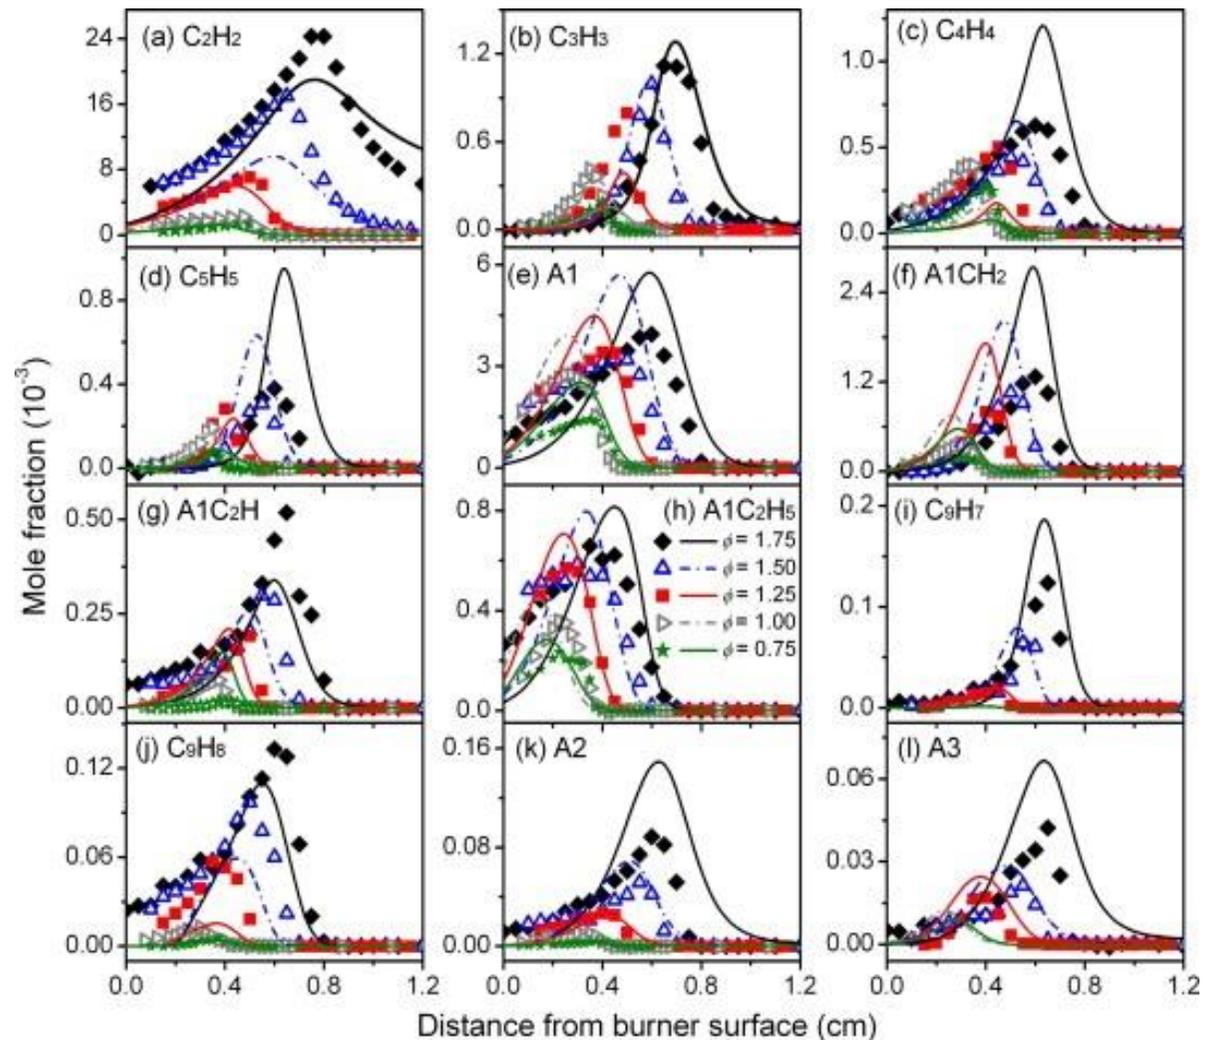 (a) C₂H₂
(b) C₃H₃
(c) C₄H₄
24
16
8
0
1.2
0.6
0.0
1.0
0.5
0.0
(d) C₅H₅
(e) A1
(f) A1CH₂
0.8
0.4
0.0
6
3
0
2.4
1.2
0.0
(g) A1C₂H
(h) A1C₂H₅
(i) C₉H₇
0.50
0.25
0.00
0.8
0.4
0.0
0.2
0.1
0.0
ϕ = 1.75
ϕ = 1.50
ϕ = 1.25
ϕ = 1.00
ϕ = 0.75
(j) C₉H₈
(k) A2
(l) A3
0.12
0.06
0.00
0.16
0.08
0.00
0.06
0.03
0.00
0.0 0.4 0.8 1.2
0.0 0.4 0.8 1.2
0.0 0.4 0.8 1.2
Mole fraction (10⁻³)
Distance from burner surface (cm)